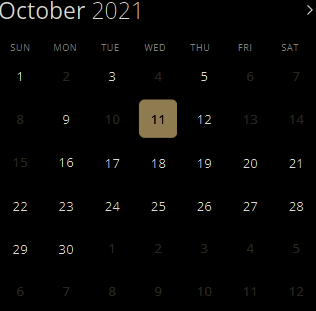 October 2021
SUN MON TUE WED THU FRI SAT
1 2 3 4 5 6 7
8 9 10 11 12 13 14
15 16 17 18 19 20 21
22 23 24 25 26 27 28
29 30 1 2 3 4 5
6 7 8 9 10 11 12